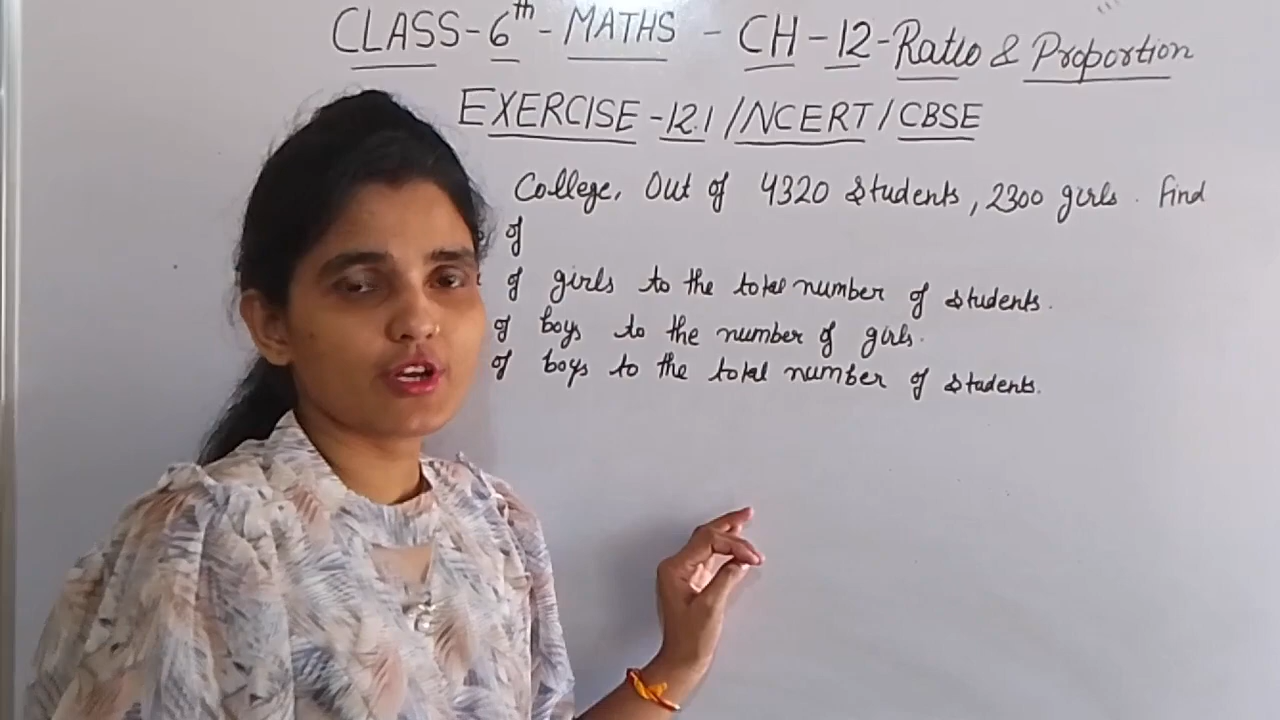 CLASS-6th-MATHS - CH-12-Ratio & Proportion
EXERCISE-12.1/NCERT/CBSE
College, Out of 4320 Students, 2300 girls. Find
of
of girls to the total number of students.
of boys to the number of girls.
of boys to the total number of students.